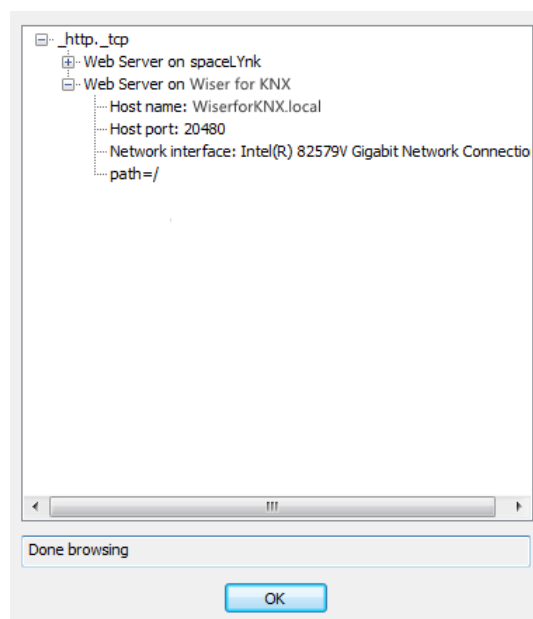 _http._tcp
Web Server on spaceLYnk
Web Server on Wiser for KNX
Host name: WiserforKNX.local
Host port: 20480
Network interface: Intel(R) 82579V Gigabit Network Connectio
path=/
Done browsing
OK